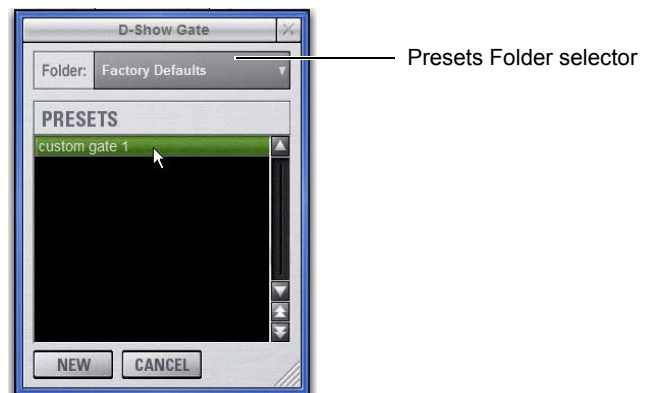 D-Show Gate
Folder: Factory Defaults
Presets Folder selector
PRESETS
custom gate 1
NEW CANCEL